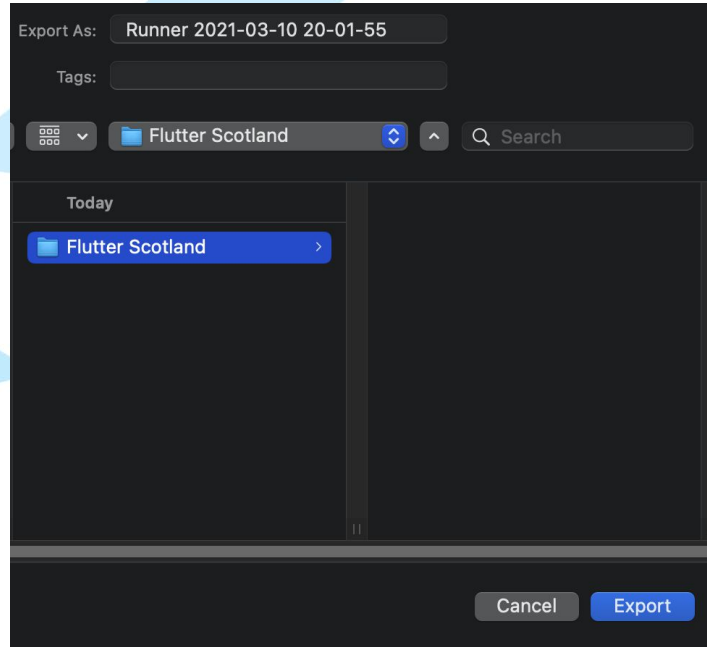 Export As: Runner 2021-03-10 20-01-55
Tags:
Flutter Scotland Search
Today
Flutter Scotland
Cancel Export